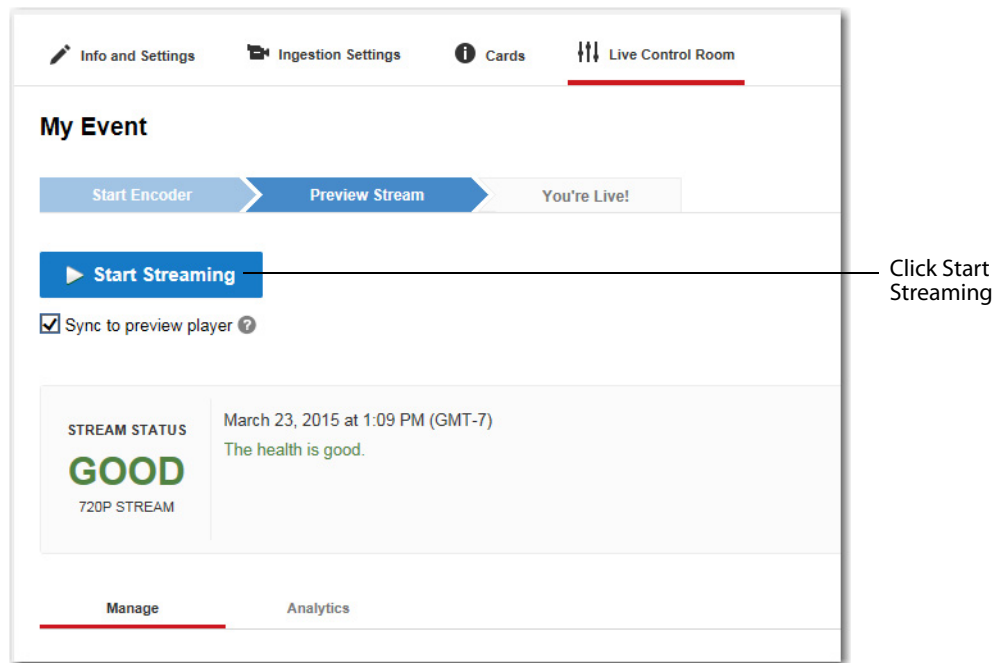 Info and Settings
Ingestion Settings
Cards
Live Control Room
My Event
Start Encoder
Preview Stream
You're Live!
Start Streaming
Click Start
Streaming
Sync to preview player
STREAM STATUS
GOOD
720P STREAM
March 23, 2015 at 1:09 PM (GMT-7)
The health is good.
Manage
Analytics